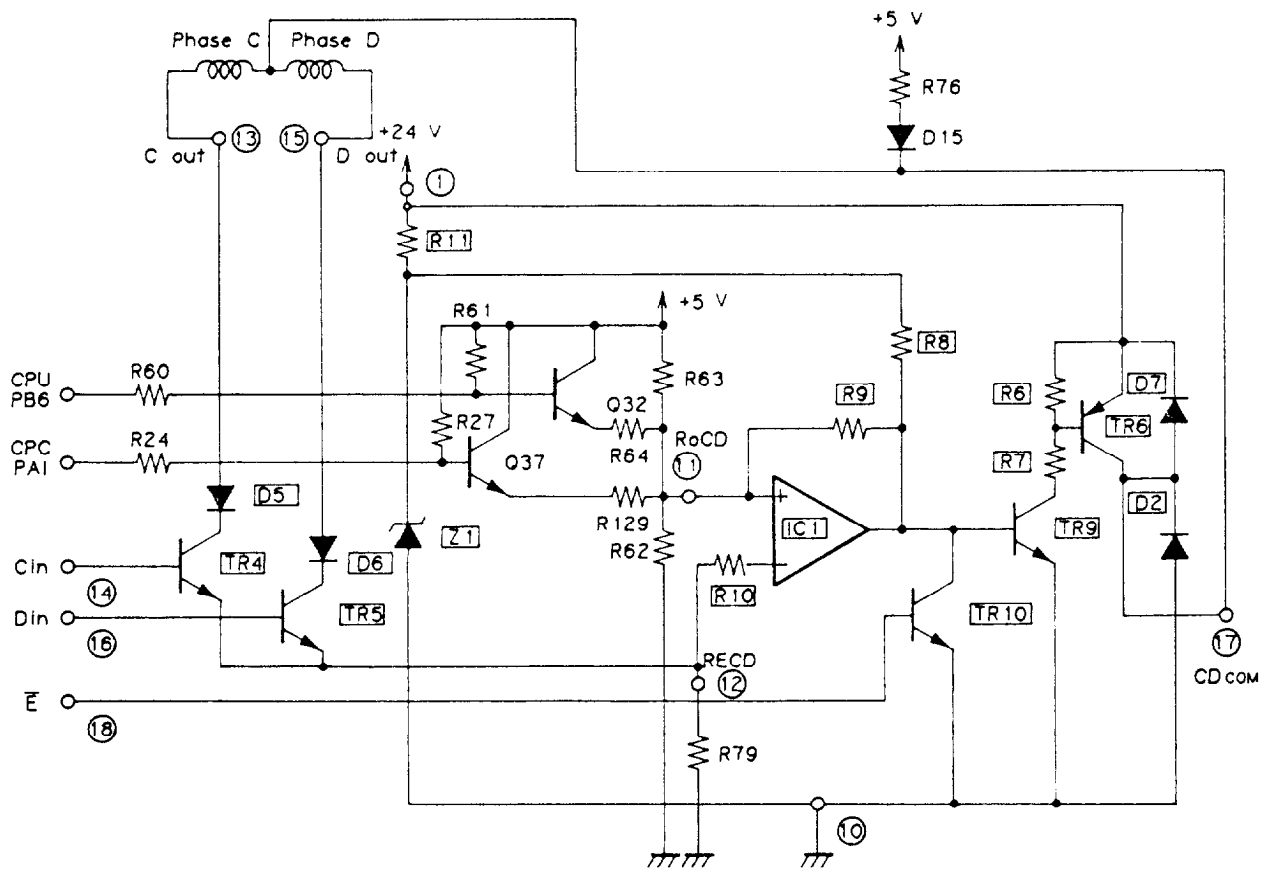 +5 V
Phase C
Phase D
R76
13
15
+24 V
D15
C out
D out
1
R11
+5 V
R61
R8
R60
R63
CPU
PB6
R9
R6
D7
Q32
R27
TR6
R24
RoCD
CPC
PA1
R64
11
R7
Q37
D5
R129
IC1
D2
TR9
Z1
R62
Cin
TR4
D6
R10
14
Din
TR5
TR10
16
RECD
17
12
CD COM
E
18
R79
10